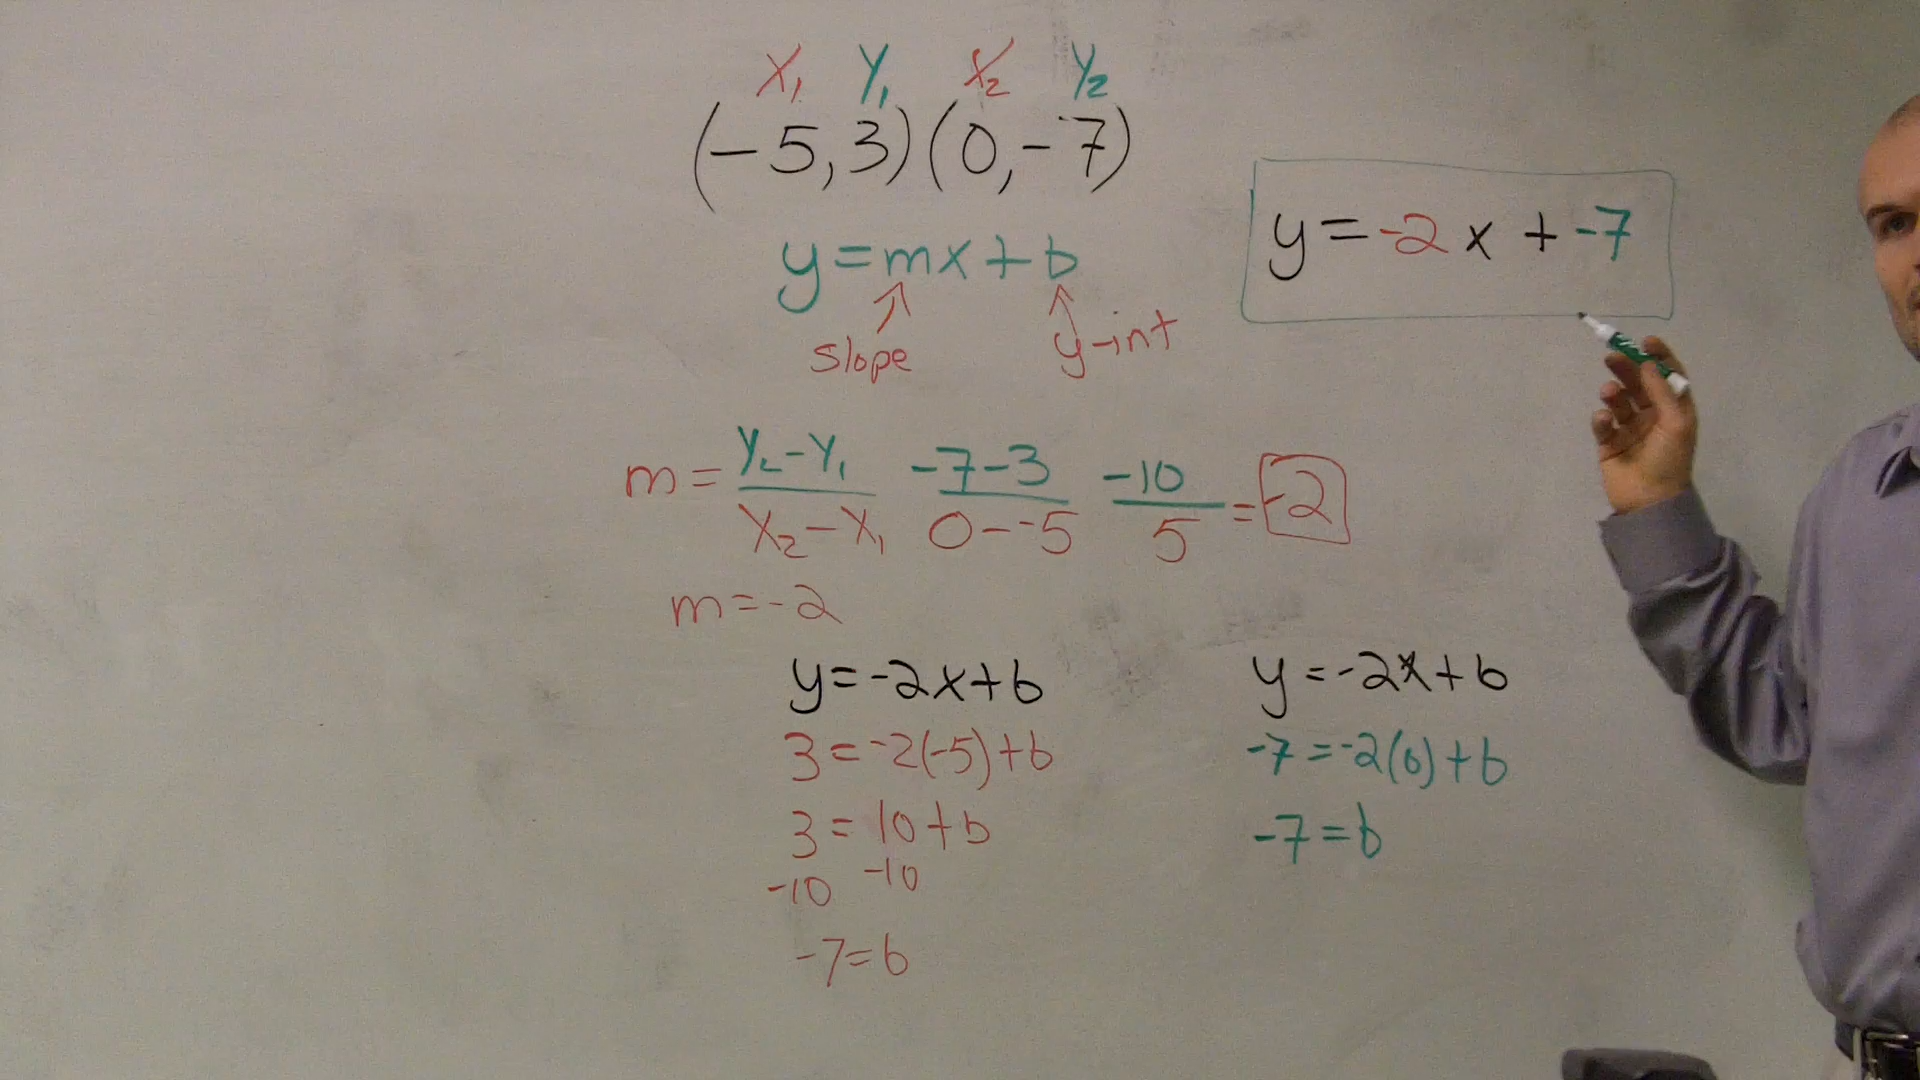 x₁ y₁ x₂ y₂
(-5,3)(0,-7)
y=-2x+-7
y=mx+b
slope
y-int
m= y₂-y₁/x₂-x₁ -7-3/0--5 -10/5 = -2
m=-2
y=-2x+b
3=-2(-5)+b
3=10+b
-10 -10
-7=b
y=-2x+b
-7=-2(0)+b
-7=b